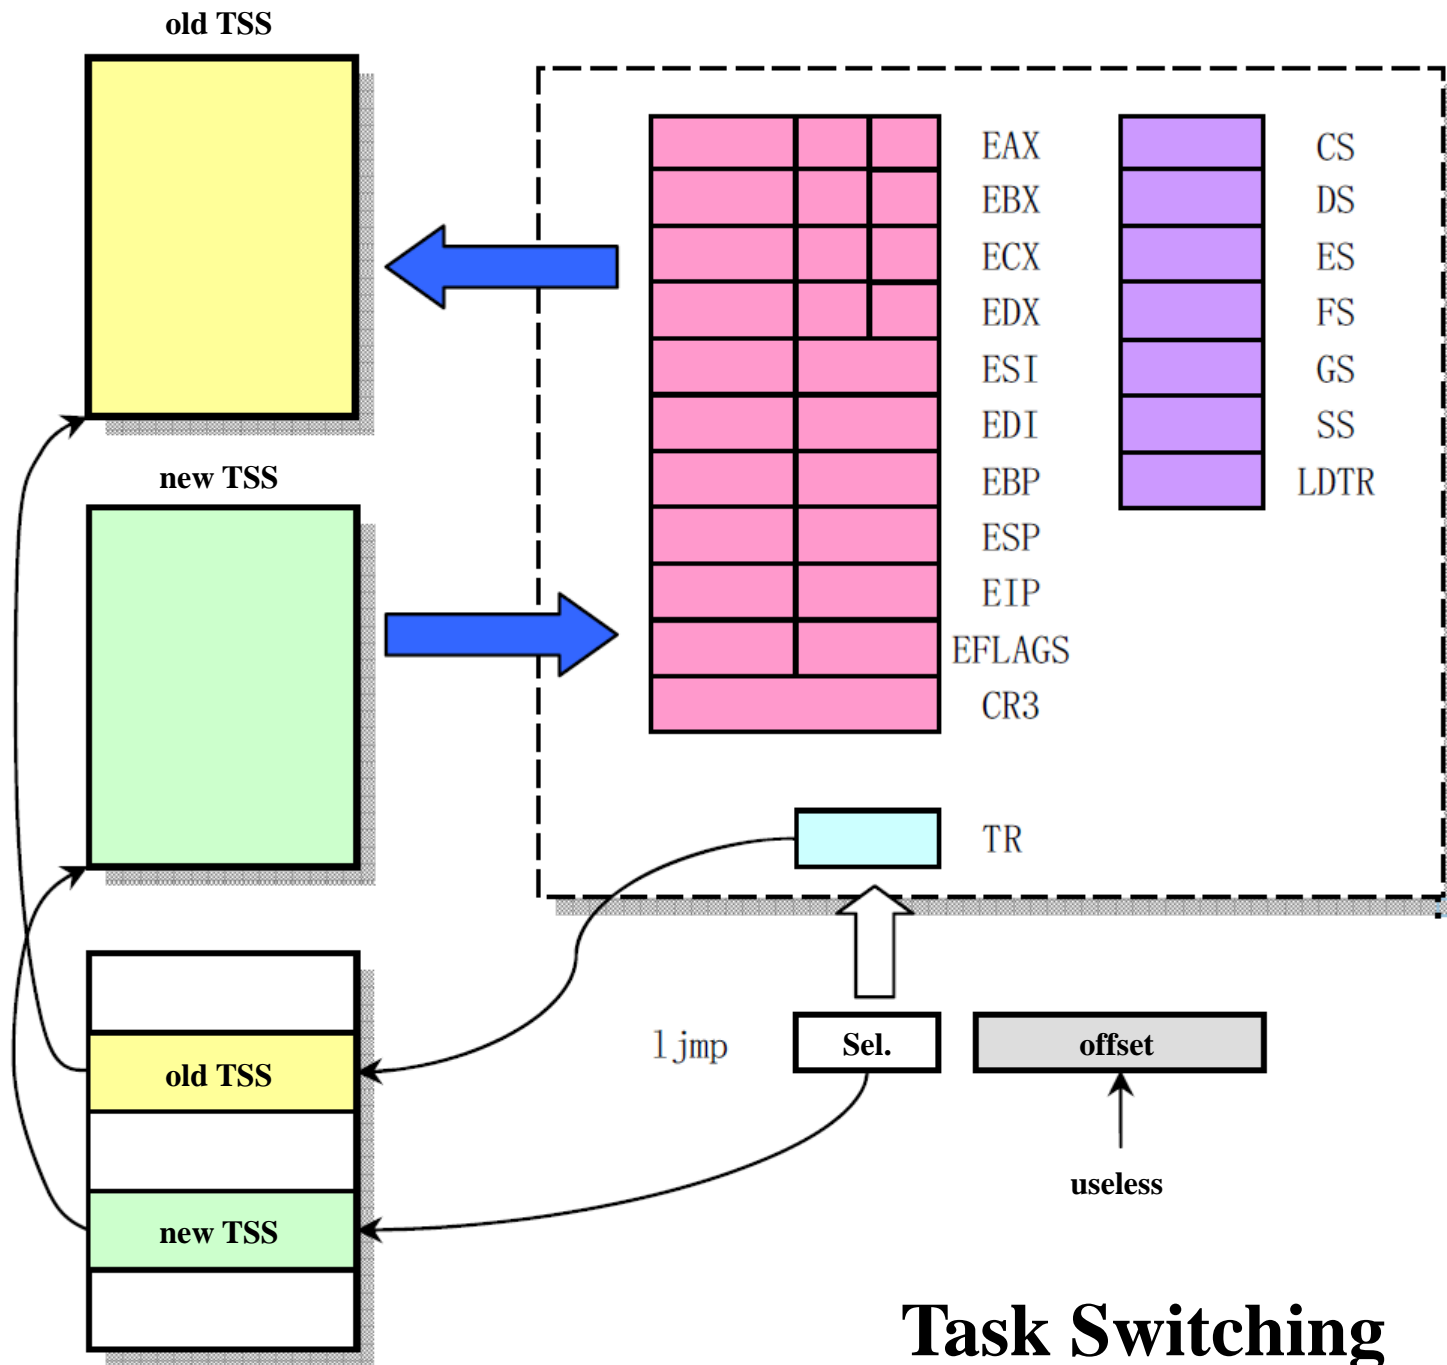 old TSS
EAX
CS
EBX
DS
ECX
ES
EDX
FS
ESI
GS
EDI
SS
new TSS
EBP
LDTR
ESP
EIP
EFLAGS
CR3
TR
ljmp
Sel.
offset
old TSS
useless
new TSS
Task Switching